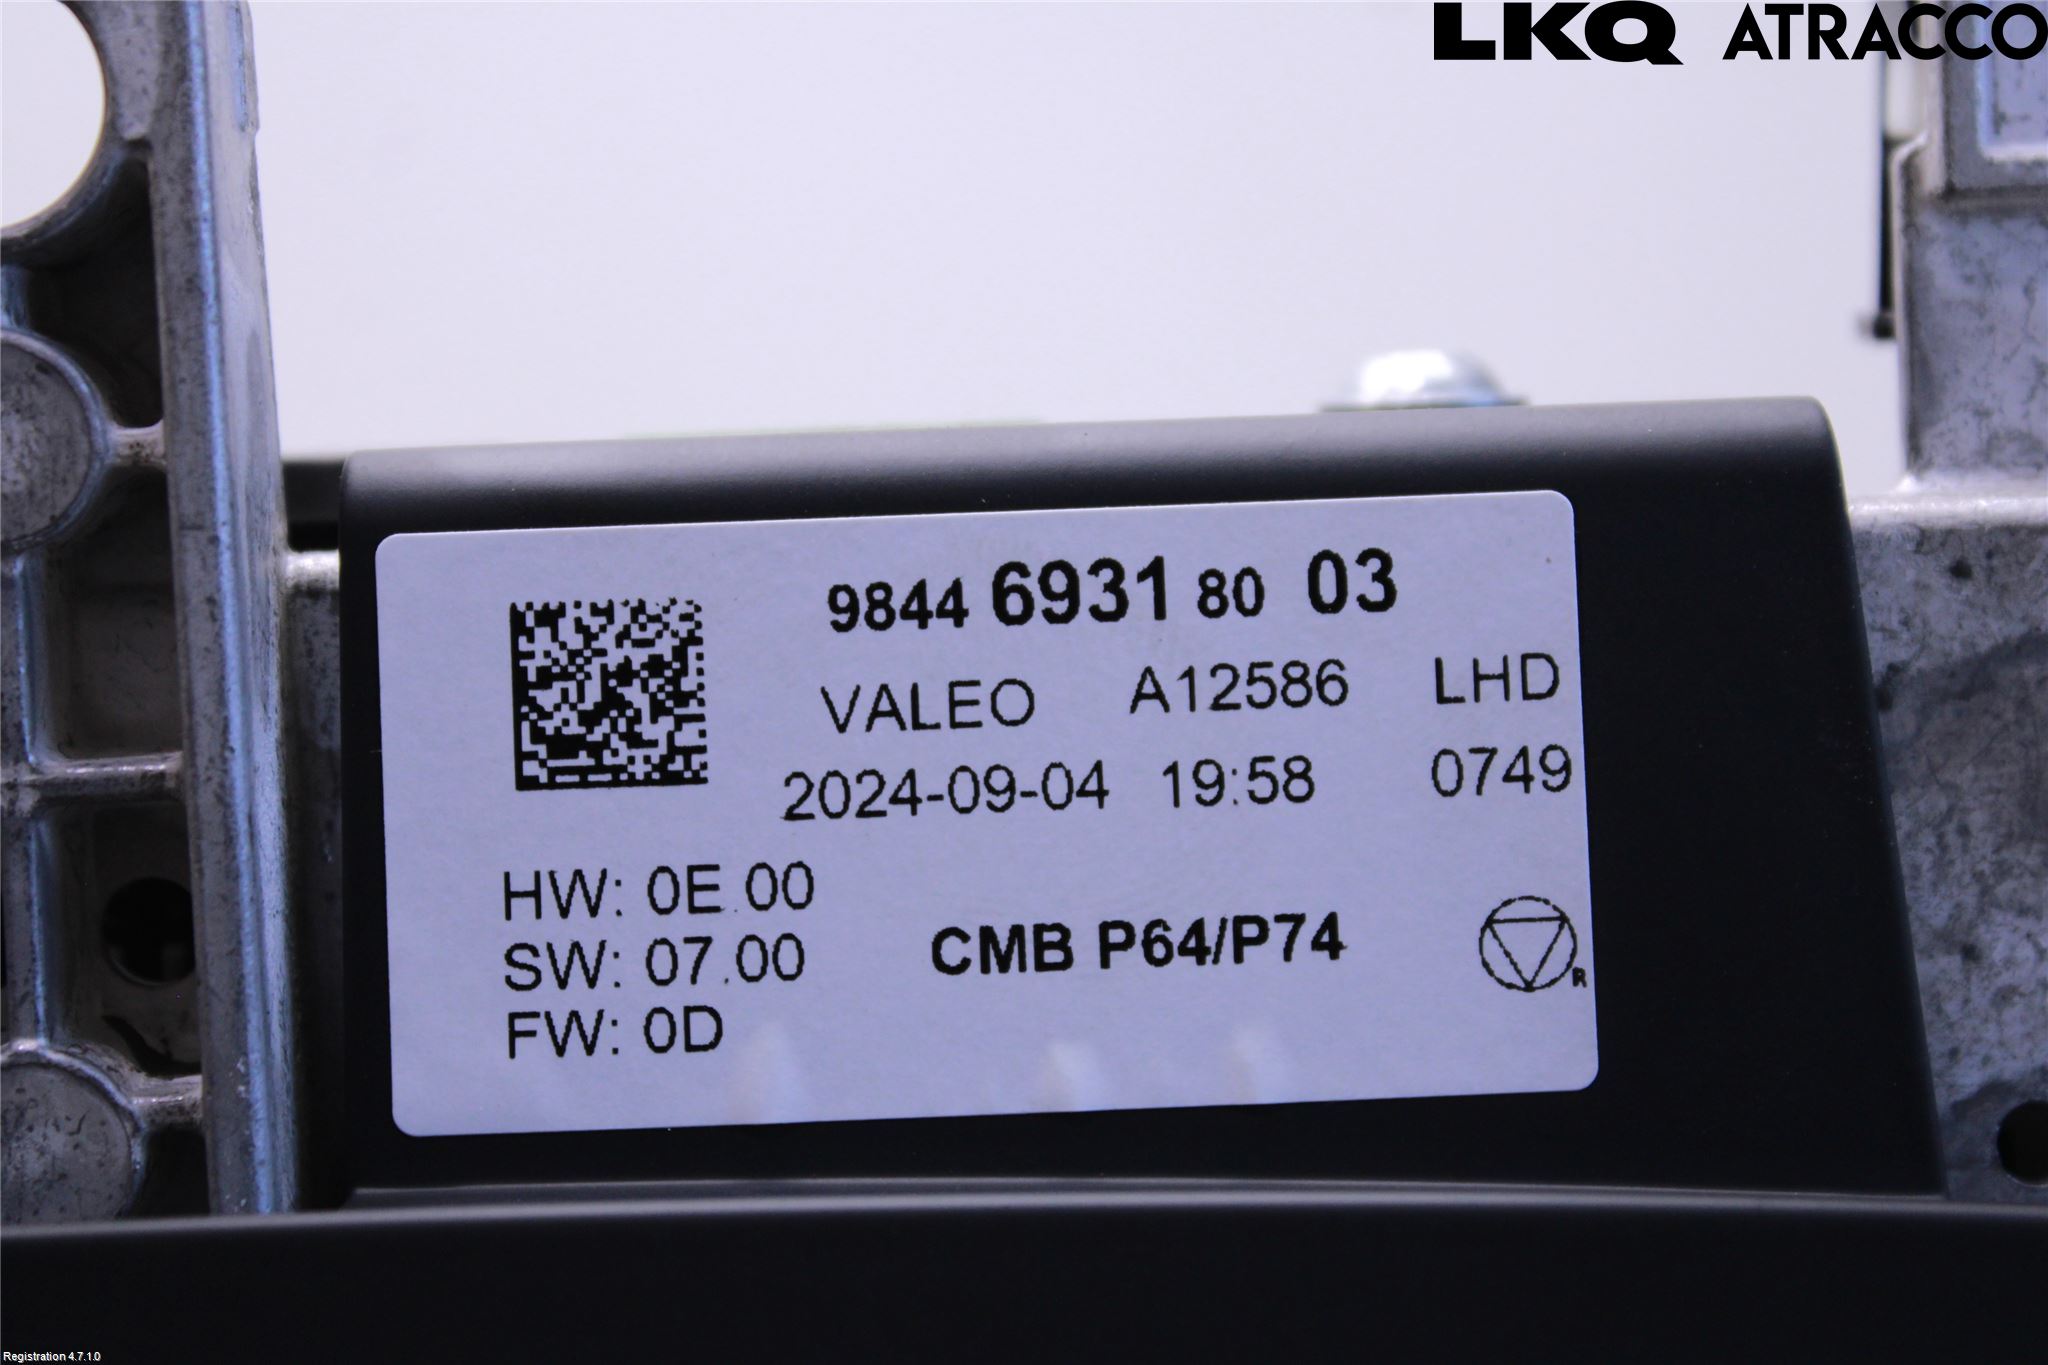 LKQ ATRACCO
9844 6931 80 03
VALEO A12586 LHD
2024-09-04 19:58 0749
HW: 0E.00
SW: 07.00
CMB P64/P74
R
FW: 0D
Registration 4.7.1.0